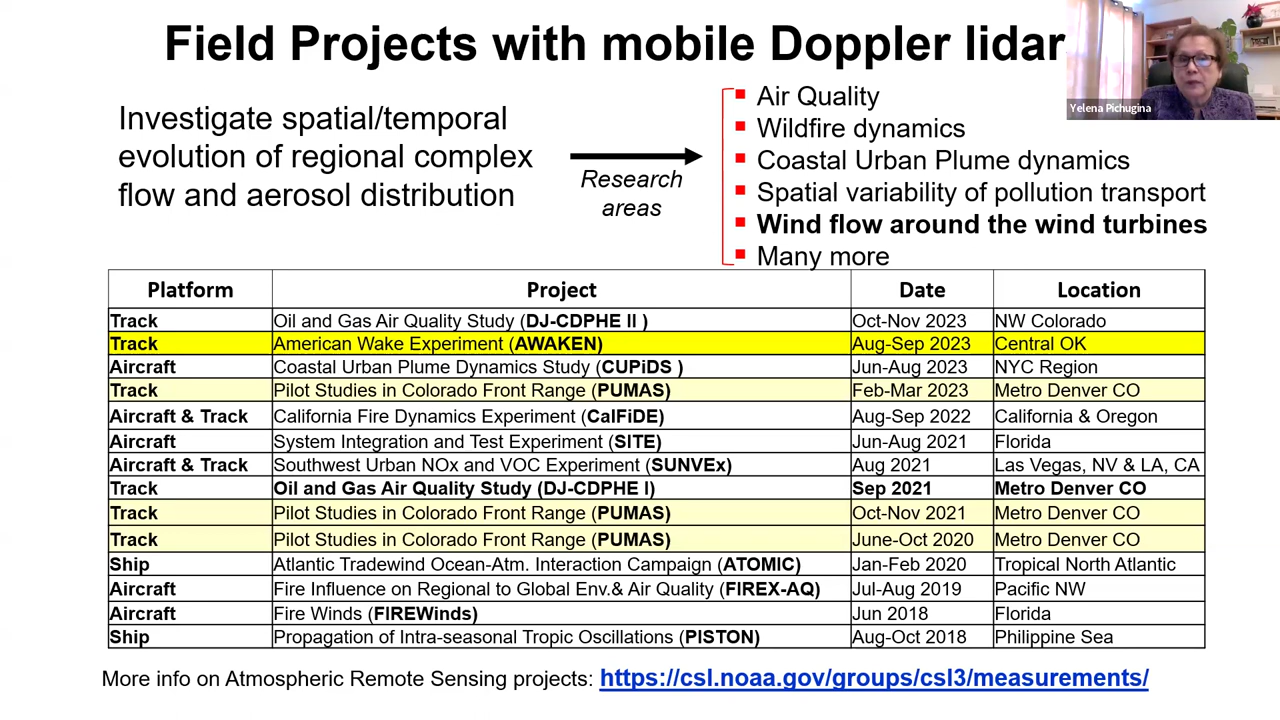 Field Projects with mobile Doppler lidar
Yelena Pichugina
Investigate spatial/temporal
evolution of regional complex
flow and aerosol distribution
Research
areas
Air Quality
Wildfire dynamics
Coastal Urban Plume dynamics
Spatial variability of pollution transport
Wind flow around the wind turbines
Many more
Platform Project Date Location
Track Oil and Gas Air Quality Study (DJ-CDPHE II ) Oct-Nov 2023 NW Colorado
Track American Wake Experiment (AWAKEN) Aug-Sep 2023 Central OK
Aircraft Coastal Urban Plume Dynamics Study (CUPiDS ) Jun-Aug 2023 NYC Region
Track Pilot Studies in Colorado Front Range (PUMAS) Feb-Mar 2023 Metro Denver CO
Aircraft & Track California Fire Dynamics Experiment (CalFiDE) Aug-Sep 2022 California & Oregon
Aircraft System Integration and Test Experiment (SITE) Jun-Aug 2021 Florida
Aircraft & Track Southwest Urban NOx and VOC Experiment (SUNVEx) Aug 2021 Las Vegas, NV & LA, CA
Track Oil and Gas Air Quality Study (DJ-CDPHE I) Sep 2021 Metro Denver CO
Track Pilot Studies in Colorado Front Range (PUMAS) Oct-Nov 2021 Metro Denver CO
Track Pilot Studies in Colorado Front Range (PUMAS) June-Oct 2020 Metro Denver CO
Ship Atlantic Tradewind Ocean-Atm. Interaction Campaign (ATOMIC) Jan-Feb 2020 Tropical North Atlantic
Aircraft Fire Influence on Regional to Global Env.& Air Quality (FIREX-AQ) Jul-Aug 2019 Pacific NW
Aircraft Fire Winds (FIREWinds) Jun 2018 Florida
Ship Propagation of Intra-seasonal Tropic Oscillations (PISTON) Aug-Oct 2018 Philippine Sea
More info on Atmospheric Remote Sensing projects: https://csl.noaa.gov/groups/csl3/measurements/